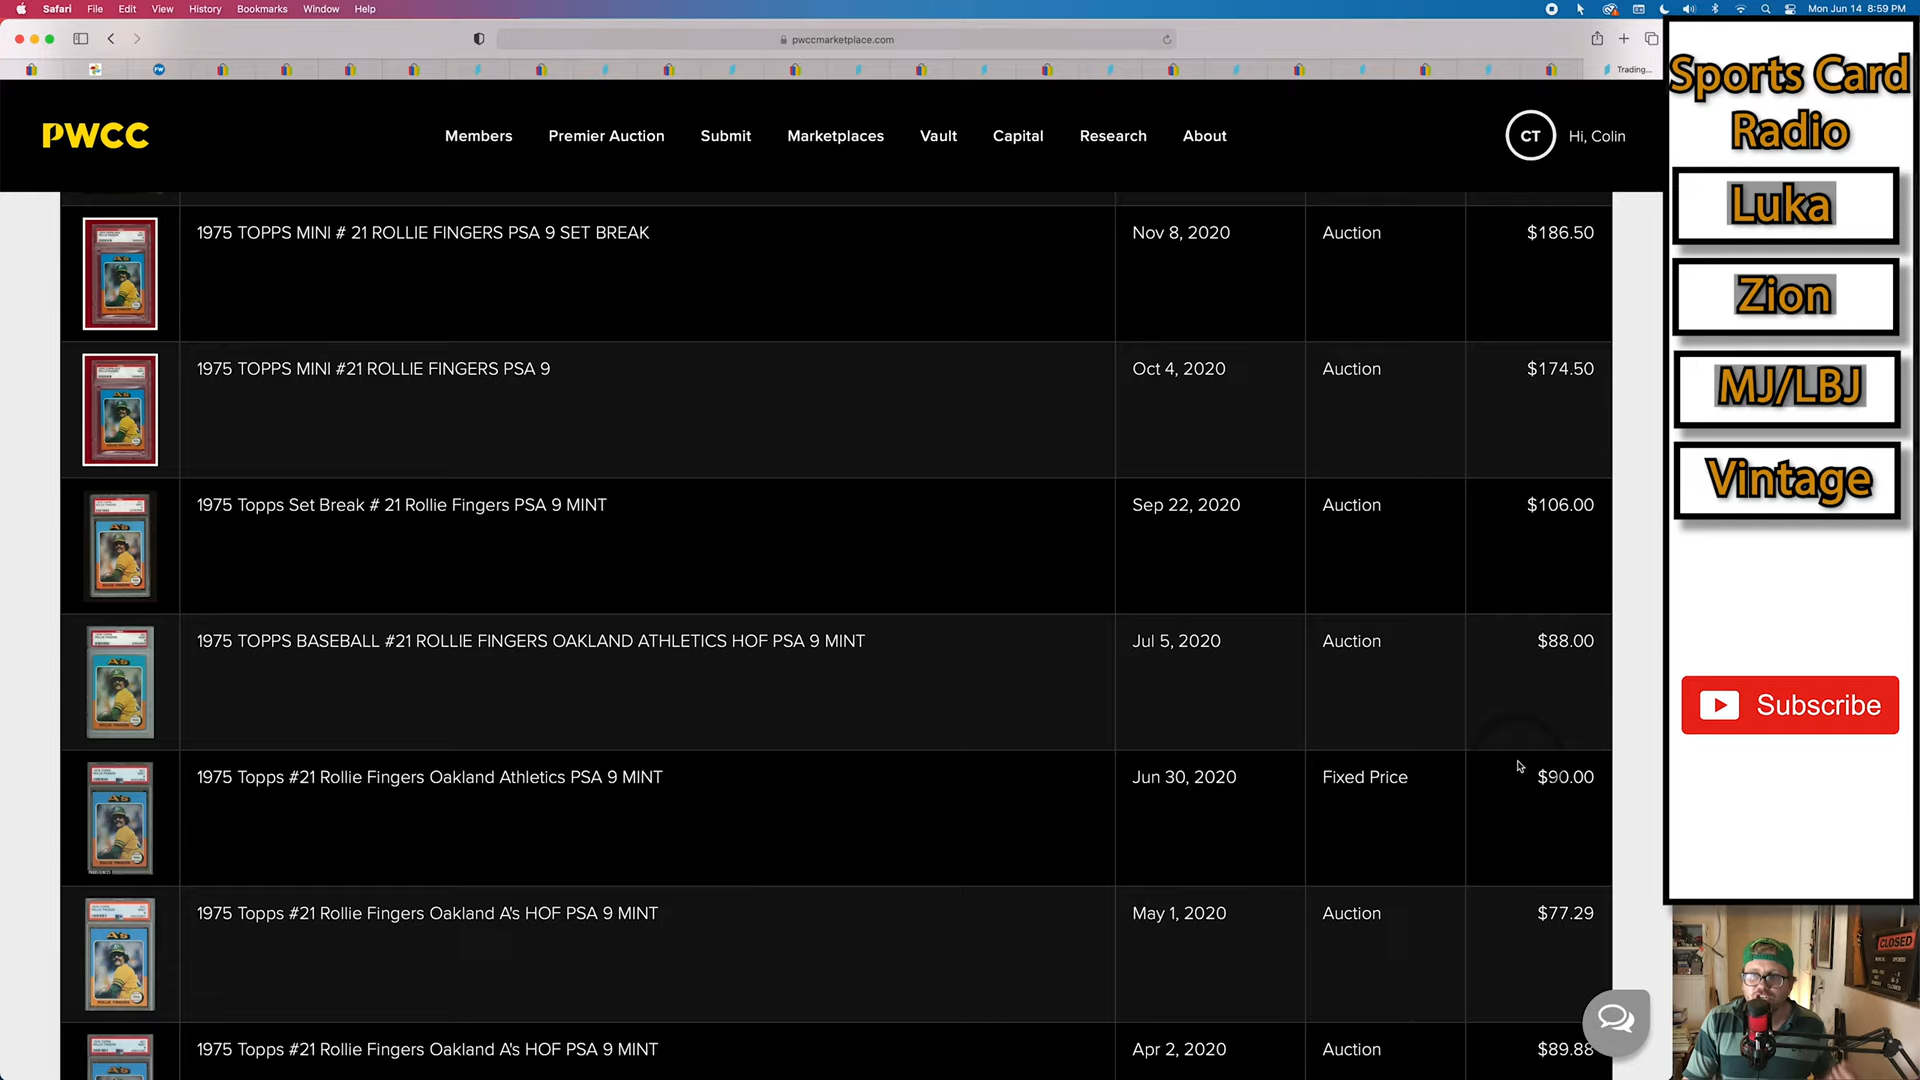 Safari File Edit View History Bookmarks Window Help Mon Jun 14 8:59 PM
pwccmarketplace.com
FW Trading...
PWCC Members Premier Auction Submit Marketplaces Vault Capital Research About CT Hi, Colin
1975 TOPPS MINI # 21 ROLLIE FINGERS PSA 9 SET BREAK Nov 8, 2020 Auction $186.50
1975 TOPPS MINI #21 ROLLIE FINGERS PSA 9 Oct 4, 2020 Auction $174.50
1975 Topps Set Break # 21 Rollie Fingers PSA 9 MINT Sep 22, 2020 Auction $106.00
1975 TOPPS BASEBALL #21 ROLLIE FINGERS OAKLAND ATHLETICS HOF PSA 9 MINT Jul 5, 2020 Auction $88.00
1975 Topps #21 Rollie Fingers Oakland Athletics PSA 9 MINT Jun 30, 2020 Fixed Price $90.00
1975 Topps #21 Rollie Fingers Oakland A's HOF PSA 9 MINT May 1, 2020 Auction $77.29
1975 Topps #21 Rollie Fingers Oakland A's HOF PSA 9 MINT Apr 2, 2020 Auction $89.88
Sports Card
Radio
Luka
Zion
MJ/LBJ
Vintage
Subscribe
CLOSED